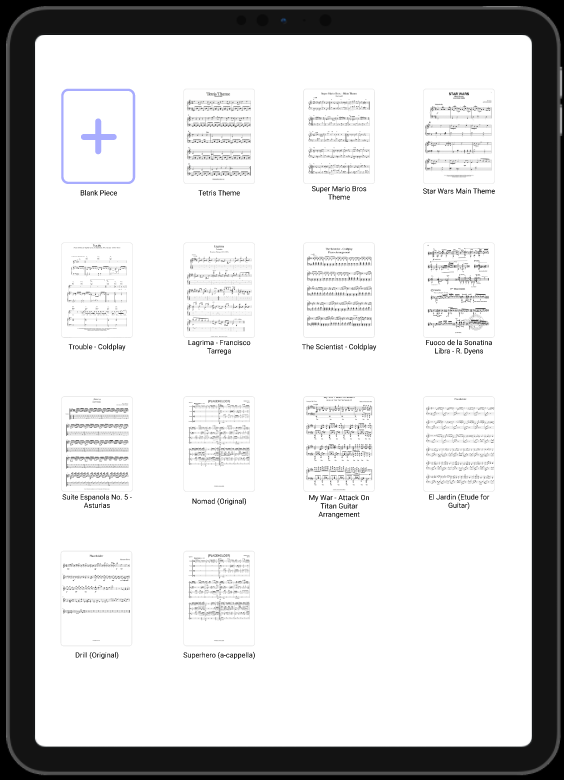 Blank Piece
Tetris Theme
Super Mario Bros
Theme
Star Wars Main Theme
STAR WARS
Trouble - Coldplay
Lagrima - Francisco
Tarrega
The Scientist - Coldplay
Fuoco de la Sonatina
Libra - R. Dyens
Suite Espanola No. 5 -
Asturias
Nomad (Original)
My War - Attack On
Titan Guitar
Arrangement
El Jardin (Etude for
Guitar)
Drill (Original)
Superhero (a-cappella)